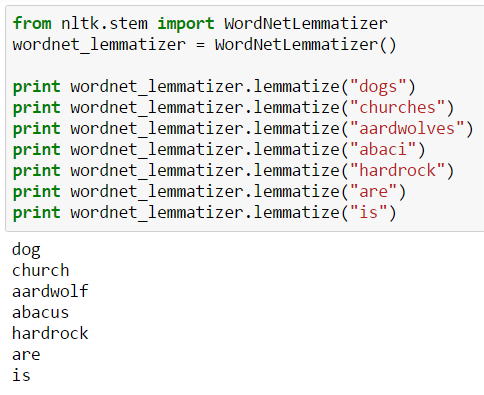 from nltk.stem import WordNetLemmatizer
wordnet_lemmatizer = WordNetLemmatizer()
print wordnet_lemmatizer.lemmatize("dogs")
print wordnet_lemmatizer.lemmatize("churches")
print wordnet_lemmatizer.lemmatize("aardwolves")
print wordnet_lemmatizer.lemmatize("abaci")
print wordnet_lemmatizer.lemmatize("hardrock")
print wordnet_lemmatizer.lemmatize("are")
print wordnet_lemmatizer.lemmatize("is")
dog
church
aardwolf
abacus
hardrock
are
is